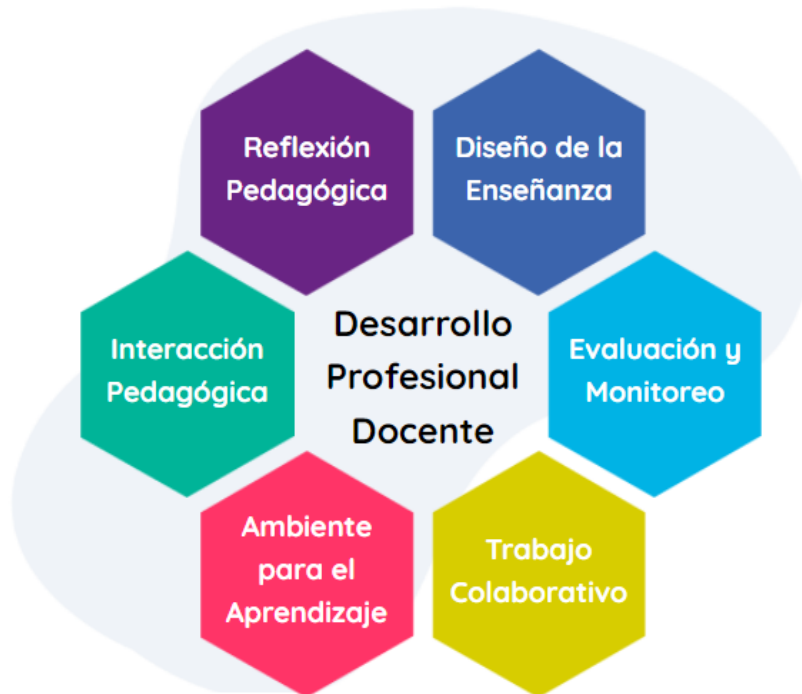 Reflexión
Pedagógica
Diseño de la
Enseñanza
Interacción
Pedagógica
Desarrollo
Profesional
Docente
Evaluación y
Monitoreo
Ambiente
para el
Aprendizaje
Trabajo
Colaborativo